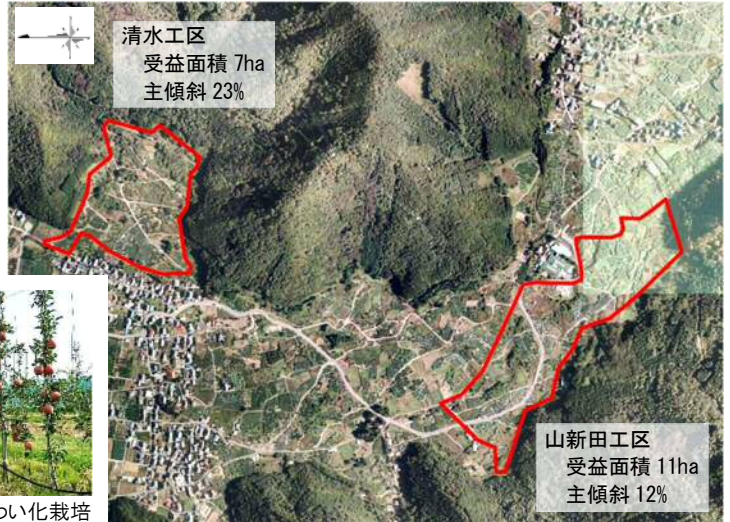 清水工区
受益面積 7ha
主傾斜 23%
山新田工区
受益面積 11ha
主傾斜 12%
わい化栽培